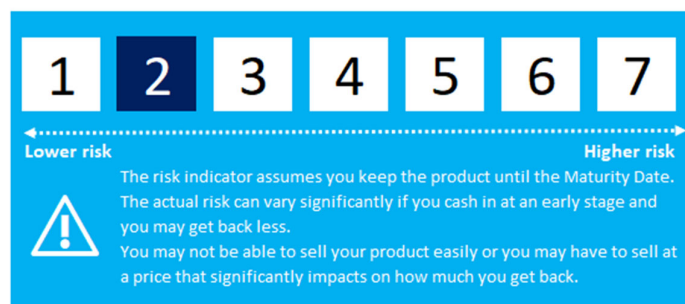 1 2 3 4 5 6 7
Lower risk Higher risk
The risk indicator assumes you keep the product until the Maturity Date.
The actual risk can vary significantly if you cash in at an early stage and
you may get back less.
You may not be able to sell your product easily or you may have to sell at
a price that significantly impacts on how much you get back.